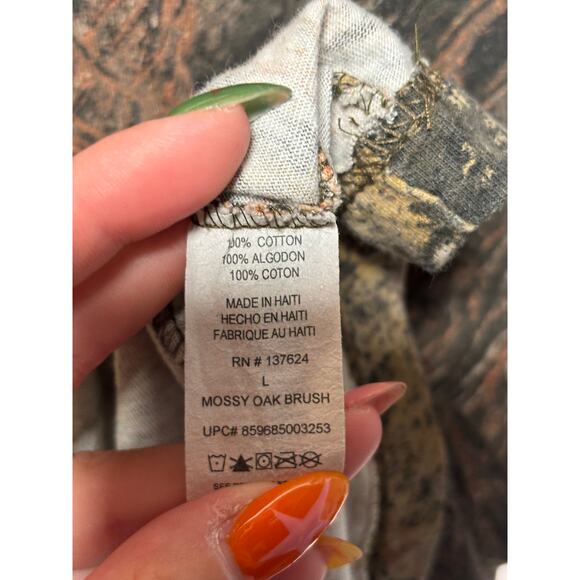 100% COTTON
100% ALGODON
100% COTON
MADE IN HAITI
HECHO EN HAITI
FABRIQUE AU HAITI
RN # 137624
L
MOSSY OAK BRUSH
UPC# 859685003253
SEE